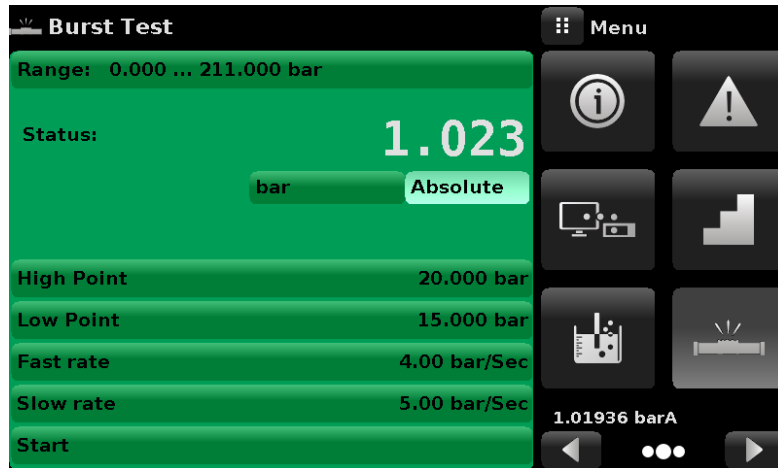 Burst Test
Range: 0.000 ... 211.000 bar
Status:
1.023
bar
Absolute
High Point 20.000 bar
Low Point 15.000 bar
Fast rate 4.00 bar/Sec
Slow rate 5.00 bar/Sec
Start
Menu
1.01936 barA